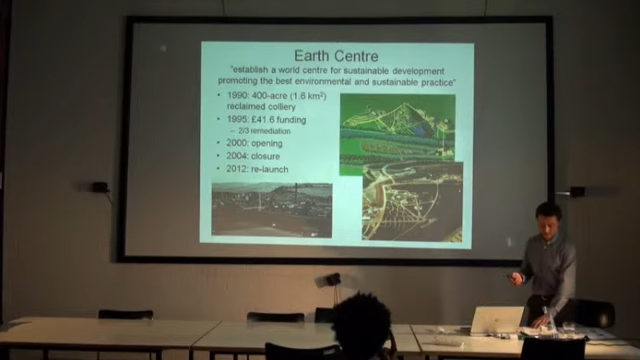 Earth Centre
"establish a world centre for sustainable development
promoting the best environmental and sustainable practice"
• 1990: 400-acre (1.6 km²)
reclaimed colliery
• 1995: £41.6 funding
– 2/3 remediation
• 2000: opening
• 2004: closure
• 2012: re-launch